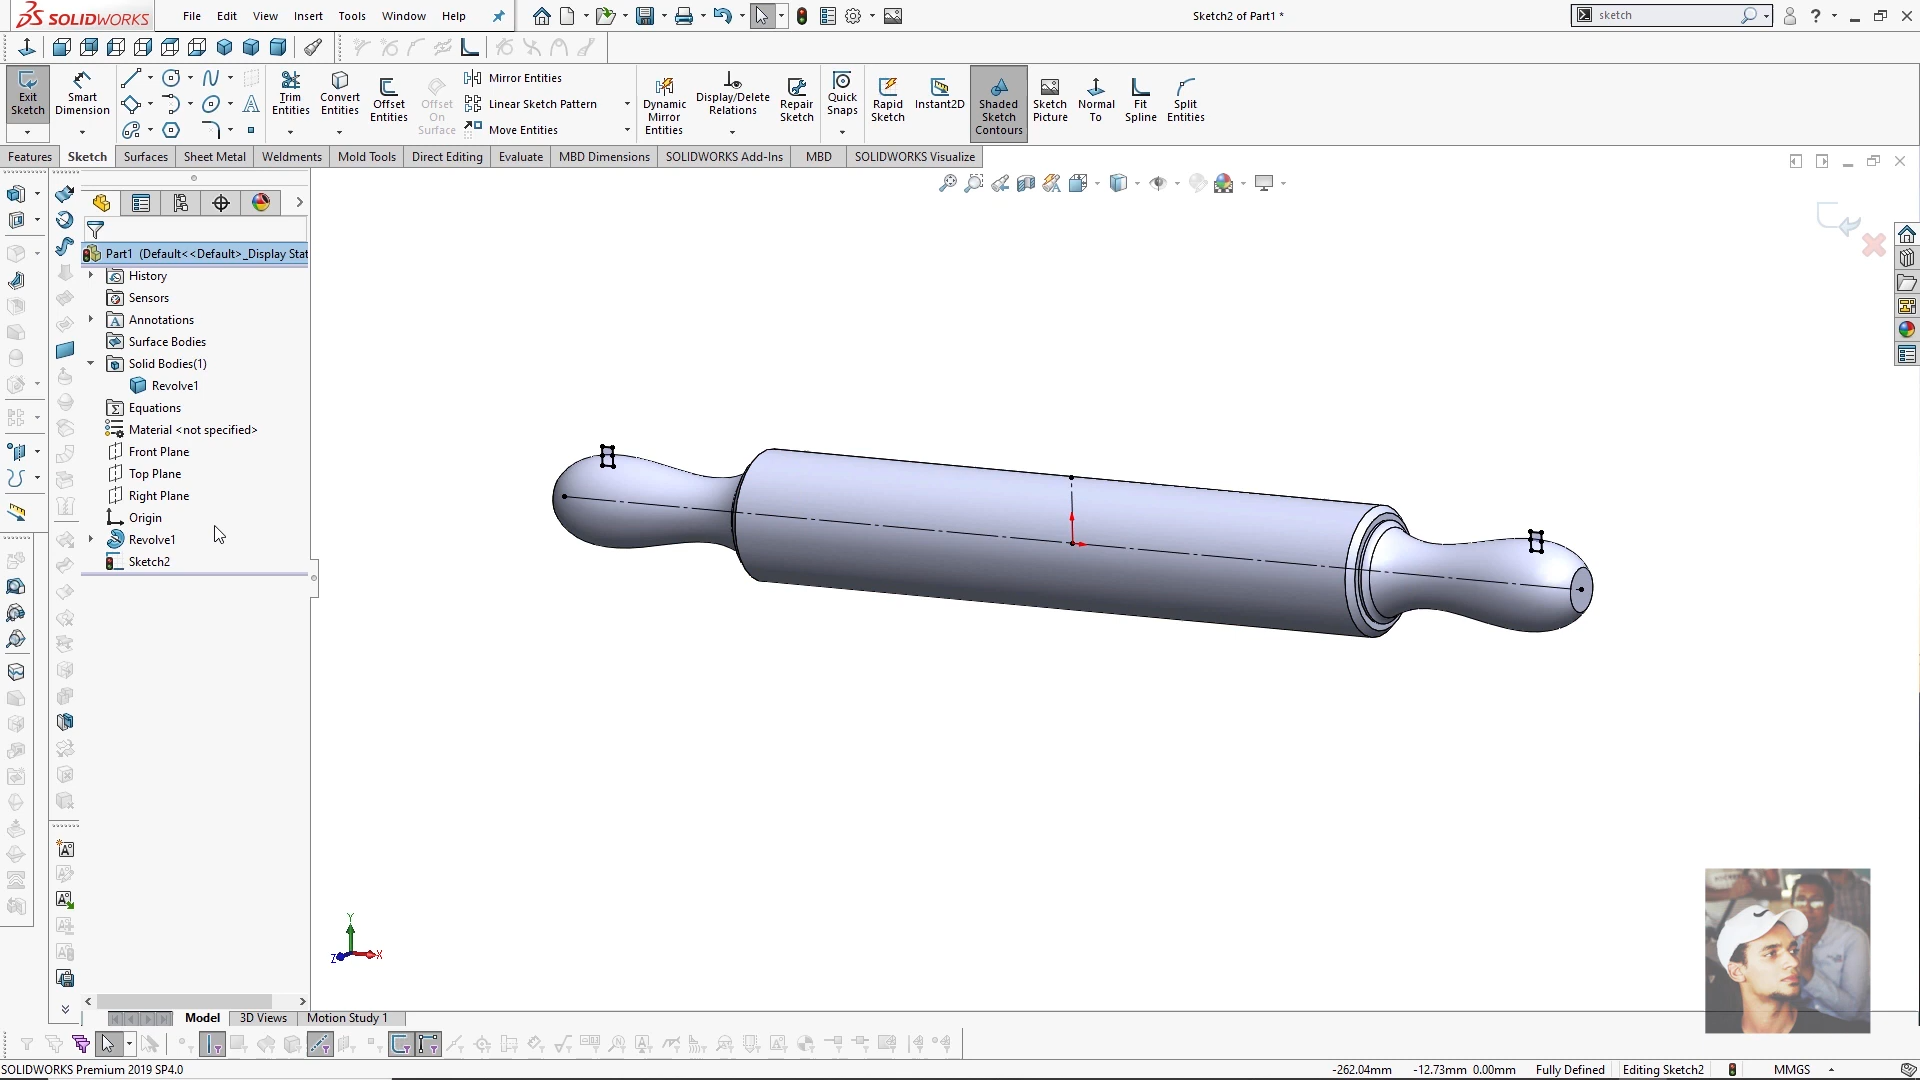 SOLIDWORKS
File Edit View Insert Tools Window Help
Sketch2 of Part1 *
sketch
Exit Sketch
Smart Dimension
Trim Entities
Convert Entities
Offset Entities
Offset On Surface
Mirror Entities
Linear Sketch Pattern
Move Entities
Dynamic Mirror Entities
Display/Delete Relations
Repair Sketch
Quick Snaps
Rapid Sketch
Instant2D
Shaded Sketch Contours
Sketch Picture
Normal To
Fit Spline
Split Entities
Features Sketch Surfaces Sheet Metal Weldments Mold Tools Direct Editing Evaluate MBD Dimensions SOLIDWORKS Add-Ins MBD SOLIDWORKS Visualize
Part1 (Default<<Default>_Display Stat
History
Sensors
Annotations
Surface Bodies
Solid Bodies(1)
Revolve1
Equations
Material <not specified>
Front Plane
Top Plane
Right Plane
Origin
Revolve1
Sketch2
Y
Z
X
Model 3D Views Motion Study 1
SOLIDWORKS Premium 2019 SP4.0
-262.04mm -12.73mm 0.00mm Fully Defined Editing Sketch2 MMGS